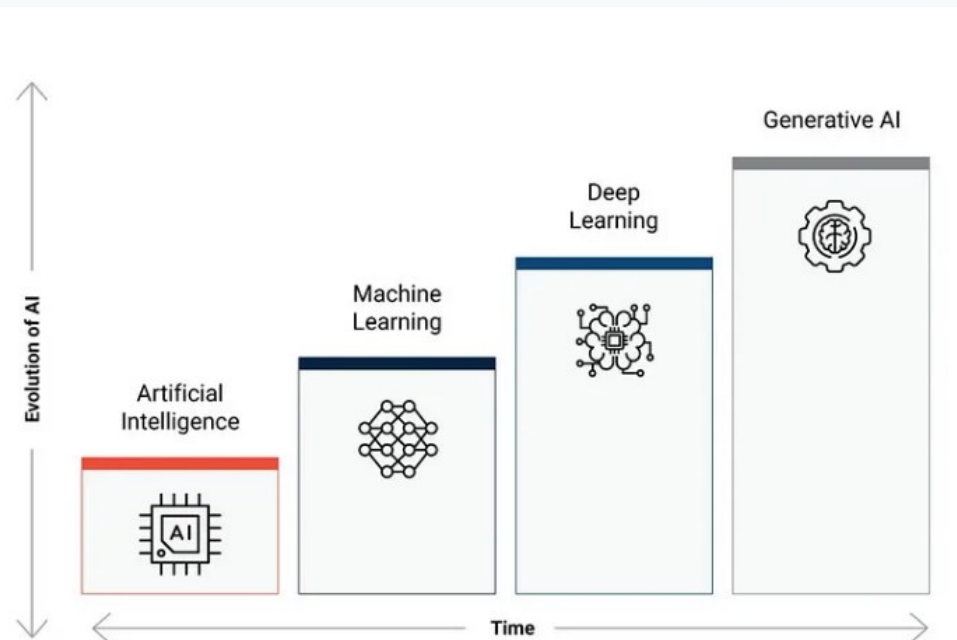 Generative AI
Deep
Learning
Machine
Learning
Artificial
Intelligence
AI
Evolution of AI
Time